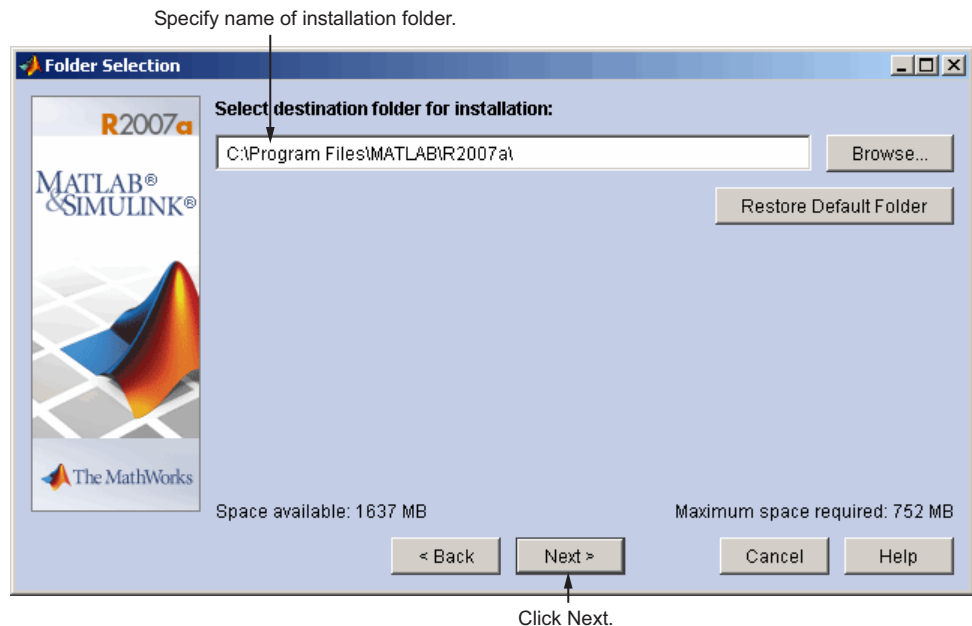 Specify name of installation folder.
Folder Selection
R2007a
MATLAB®
&SIMULINK®
The MathWorks
Select destination folder for installation:
C:\Program Files\MATLAB\R2007a\
Browse...
Restore Default Folder
Space available: 1637 MB
Maximum space required: 752 MB
< Back
Next >
Cancel
Help
Click Next.